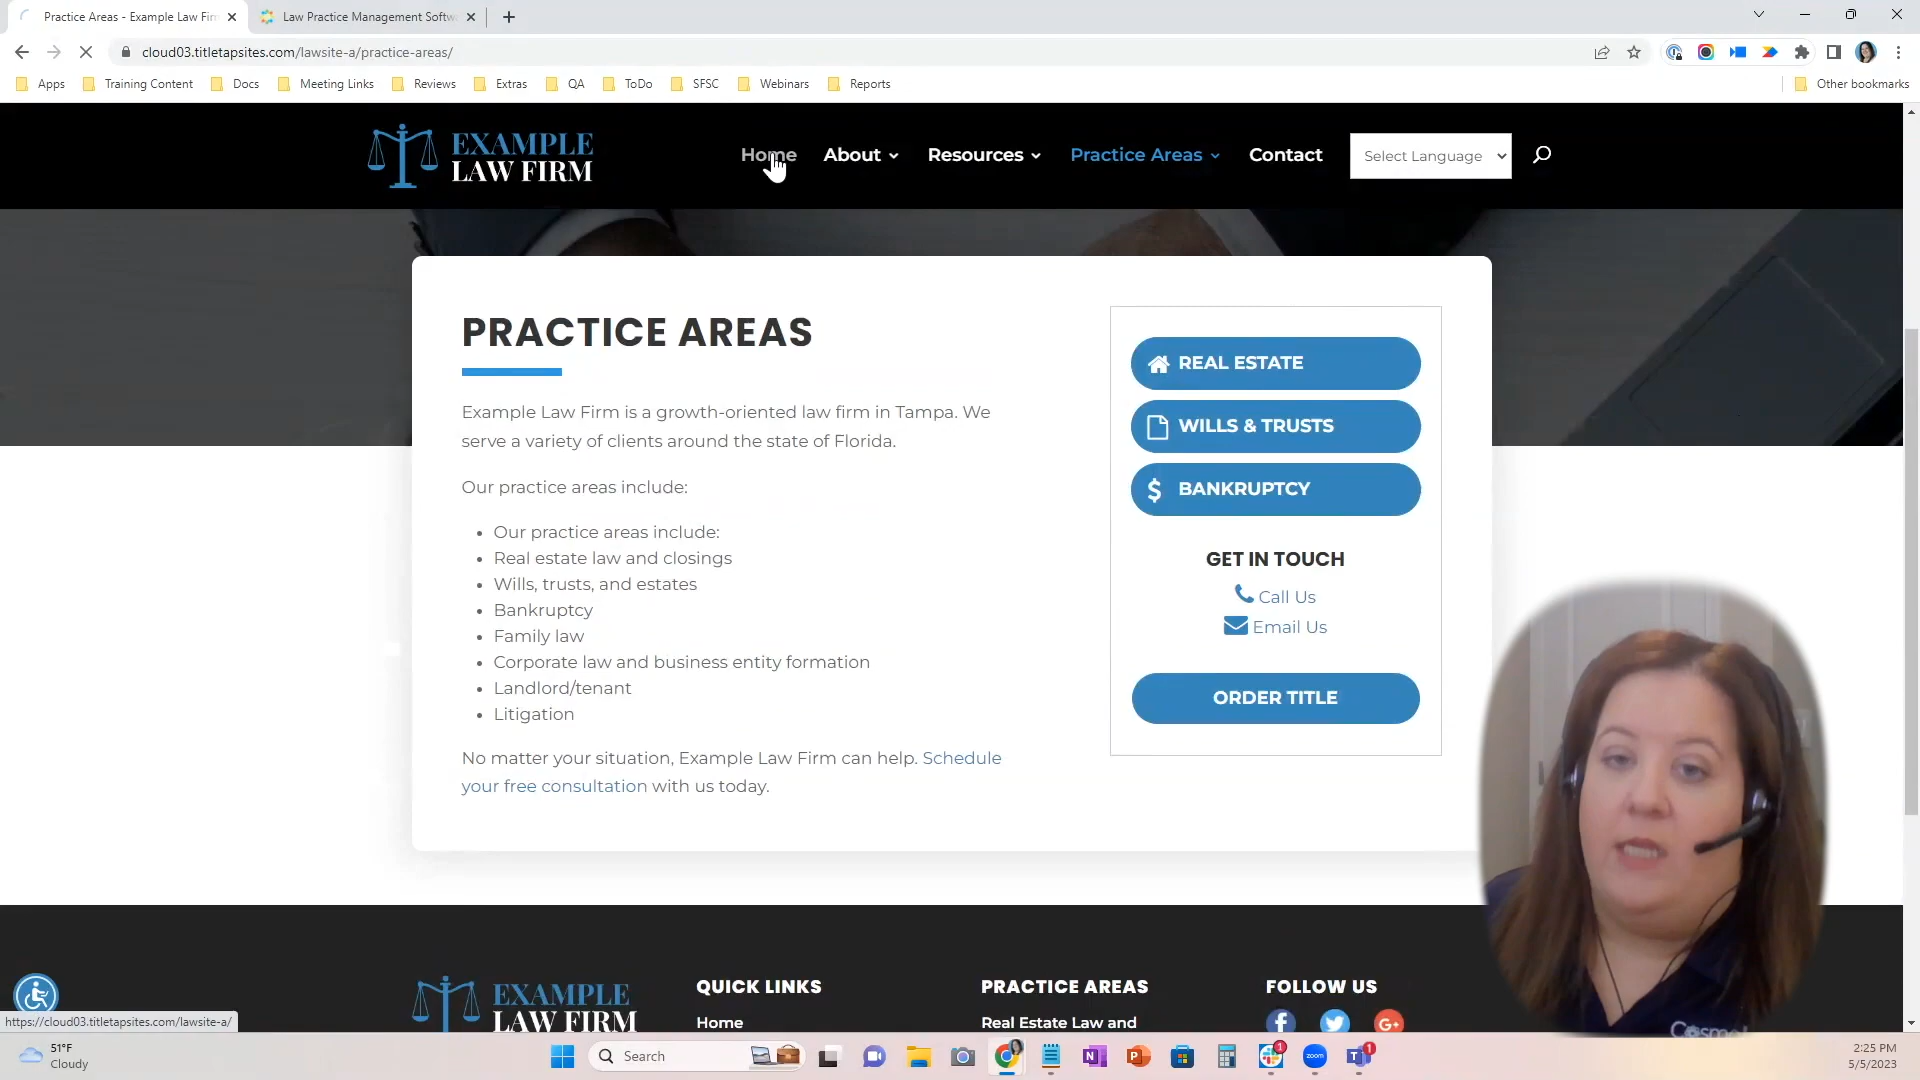 Practice Areas - Example Law Firm
Law Practice Management Softw
cloud03.titletapsites.com/lawsite-a/practice-areas/
Apps
Training Content
Docs
Meeting Links
Reviews
Extras
QA
ToDo
SFSC
Webinars
Reports
Other bookmarks
EXAMPLE
LAW FIRM
Home
About
Resources
Practice Areas
Contact
Select Language
PRACTICE AREAS
Example Law Firm is a growth-oriented law firm in Tampa. We
serve a variety of clients around the state of Florida.
Our practice areas include:
• Our practice areas include:
• Real estate law and closings
• Wills, trusts, and estates
• Bankruptcy
• Family law
• Corporate law and business entity formation
• Landlord/tenant
• Litigation
No matter your situation, Example Law Firm can help. Schedule
your free consultation with us today.
REAL ESTATE
WILLS & TRUSTS
$ BANKRUPTCY
GET IN TOUCH
Call Us
Email Us
ORDER TITLE
EXAMPLE
LAW FIRM
QUICK LINKS
Home
PRACTICE AREAS
Real Estate Law and
FOLLOW US
G+
https://cloud03.titletapsites.com/lawsite-a/
51°F
Cloudy
Search
zoom
1
1
2:25 PM
5/5/2023